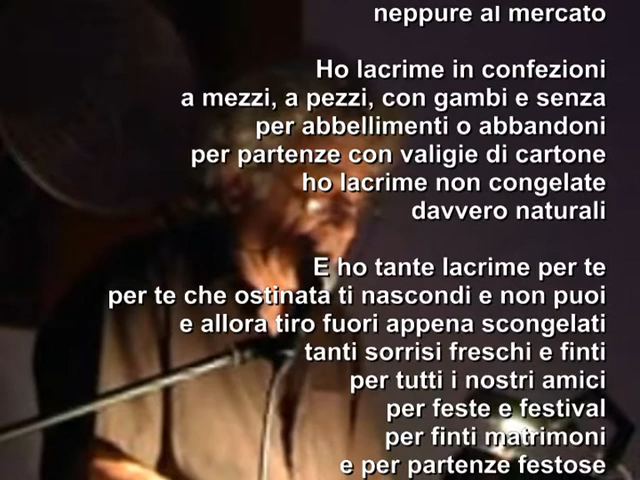 neppure al mercato
Ho lacrime in confezioni
a mezzi, a pezzi, con gambi e senza
per abbellimenti o abbandoni
per partenze con valigie di cartone
ho lacrime non congelate
davvero naturali
E ho tante lacrime per te
per te che ostinata ti nascondi e non puoi
e allora tiro fuori appena scongelati
tanti sorrisi freschi e finti
per tutti i nostri amici
per feste e festival
per finti matrimoni
e per partenze festose